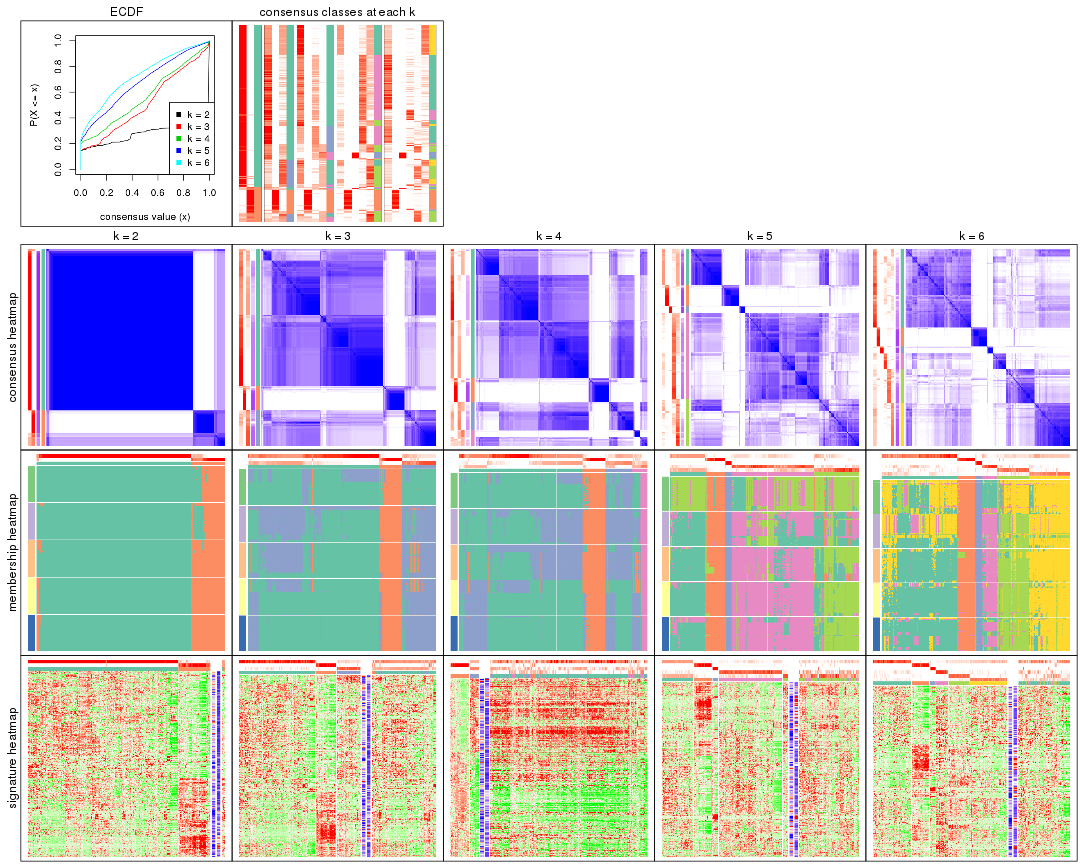 ECDF
consensus classes at each k
P(X <= x)
1.0
0.8
0.6
0.4
0.2
0.0
k = 2
k = 3
k = 4
k = 5
k = 6
0.0 0.2 0.4 0.6 0.8 1.0
consensus value (x)
k = 2
k = 3
k = 4
k = 5
k = 6
consensus heatmap
membership heatmap
signature heatmap